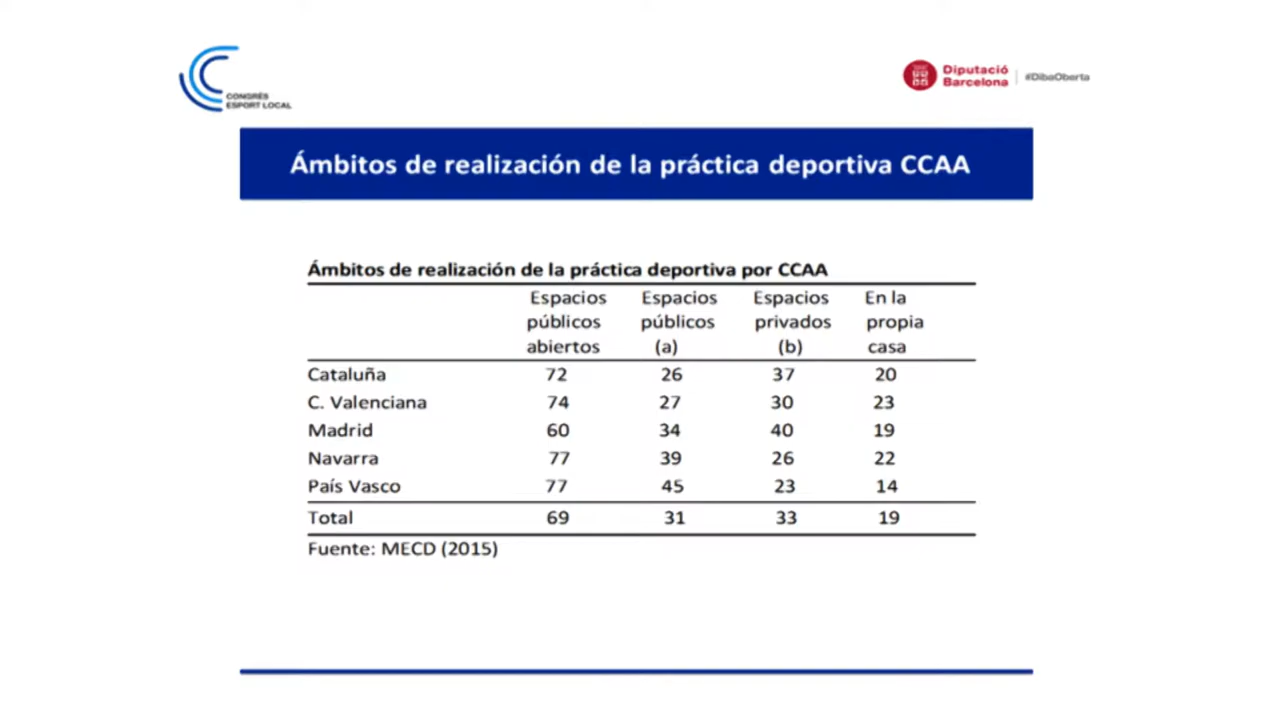 CONGRÉS
ESPORT LOCAL
Diputació
Barcelona
#DibaOberta
Ámbitos de realización de la práctica deportiva CCAA
Ámbitos de realización de la práctica deportiva por CCAA
Espacios Espacios Espacios En la
públicos públicos privados propia
abiertos (a) (b) casa
Cataluña 72 26 37 20
C. Valenciana 74 27 30 23
Madrid 60 34 40 19
Navarra 77 39 26 22
País Vasco 77 45 23 14
Total 69 31 33 19
Fuente: MECD (2015)